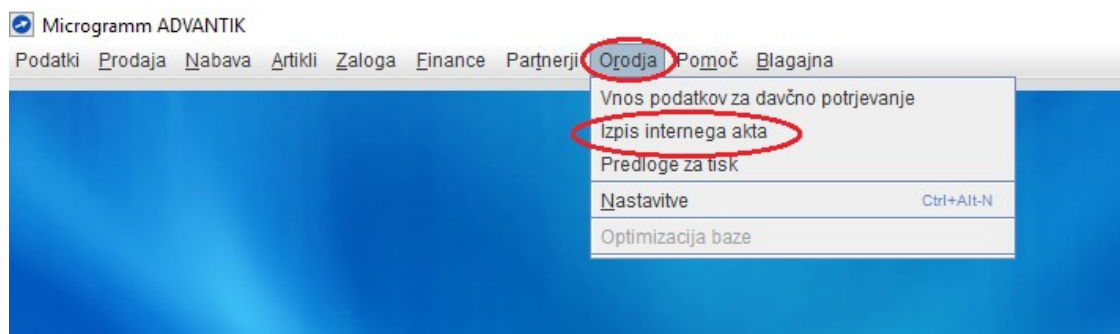 Microgramm ADVANTIK
Podatki Prodaja Nabava Artikli Zaloga Finance Partnerji Orodja Pomoč Blagajna
Vnos podatkov za davčno potrjevanje
Izpis internega akta
Predloge za tisk
Nastavitve Ctrl+Alt-N
Optimizacija baze